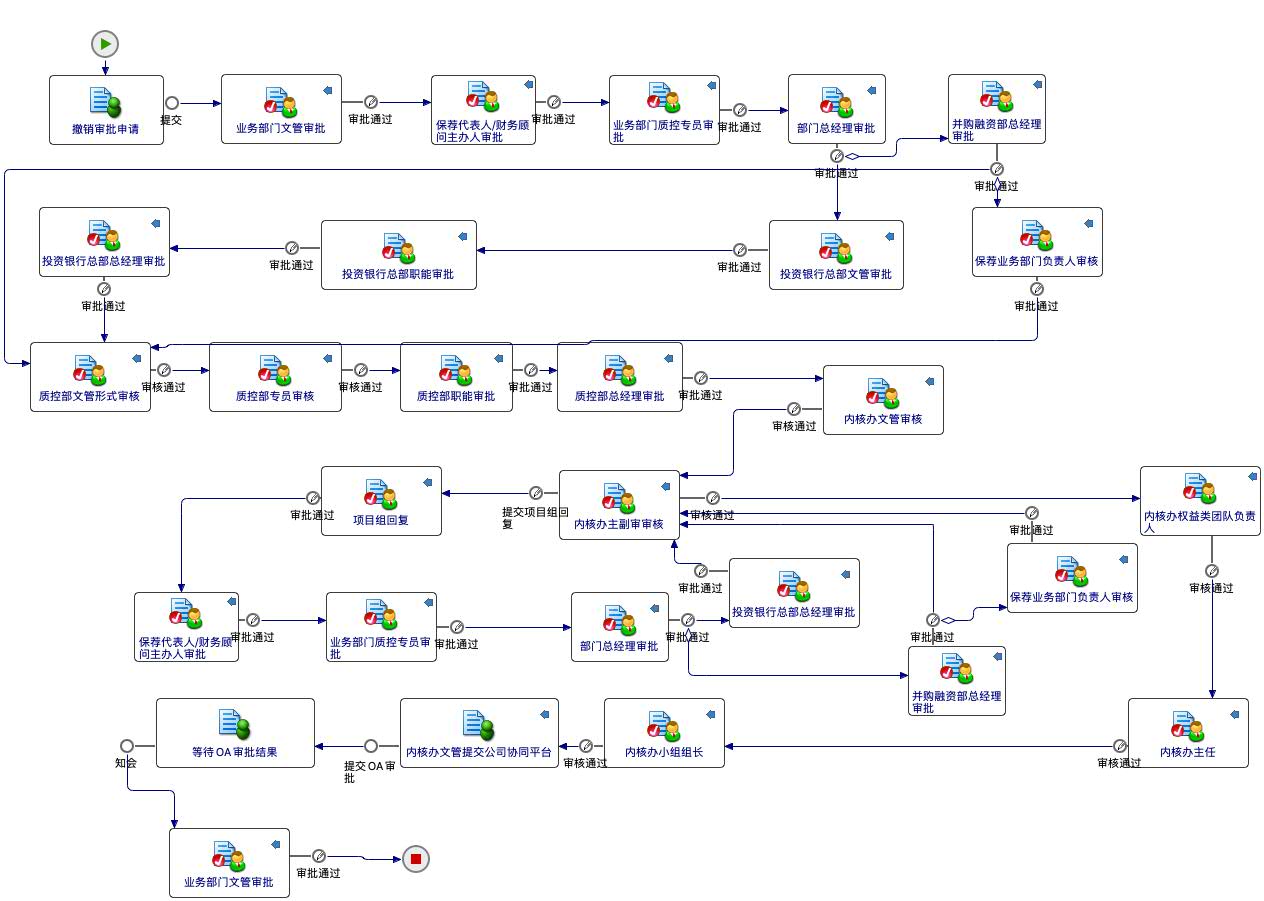 撤销审批申请
提交
业务部门文管审批
审批通过
保荐代表人/财务顾
问主办人审批
审批通过
业务部门质控专员审
批
审批通过
部门总经理审批
审批通过
并购融资部总经理
审批
审批通过
投资银行总部总经理审批
审批通过
投资银行总部职能审批
审批通过
投资银行总部文管审批
保荐业务部门负责人审核
审批通过
审批通过
质控部文管形式审核
审核通过
质控部专员审核
审核通过
质控部职能审批
审批通过
质控部总经理审批
审批通过
内核办文管审核
审核通过
项目组回复
审批通过
提交项目组回
复
内核办主副审审核
审核通过
内核办权益类团队负责
人
审批通过
审核通过
保荐业务部门负责人审核
投资银行总部总经理审批
审批通过
保荐代表人/财务顾
问主办人审批
审批通过
业务部门质控专员审
批
审批通过
部门总经理审批
审批通过
审批通过
并购融资部总经理
审批
等待OA审批结果
知会
内核办文管提交公司协同平台
提交OA审
批
内核办小组组长
审核通过
内核办主任
审核通过
业务部门文管审批
审批通过